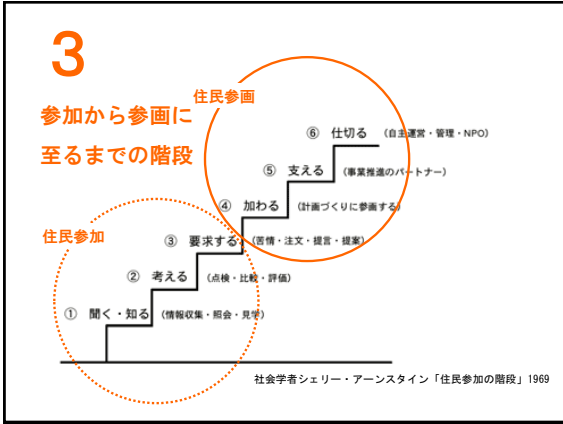 3
参加から参画に
至るまでの階段
住民参画
⑥ 仕切る （自主運営・管理・NPO）
⑤ 支える （事業推進のパートナー）
④ 加わる （計画づくりに参画する）
住民参加
③ 要求する （苦情・注文・提言・提案）
② 考える （点検・比較・評価）
① 聞く・知る （情報収集・照会・見学）
社会学者シェリー・アーンスタイン「住民参加の階段」1969